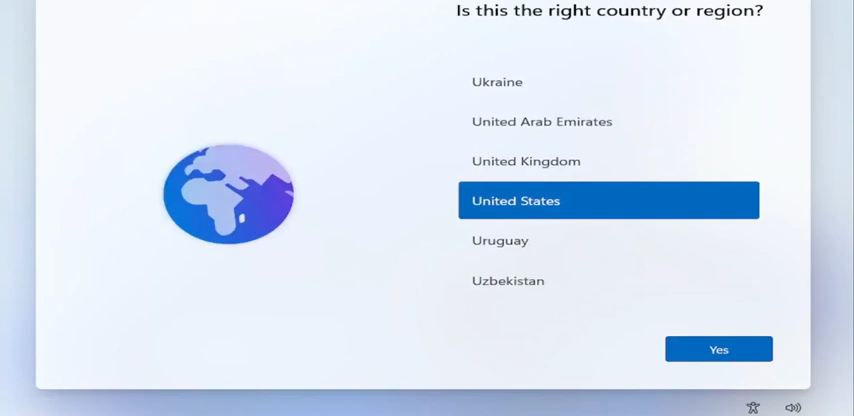 Is this the right country or region?
Ukraine
United Arab Emirates
United Kingdom
United States
Uruguay
Uzbekistan
Yes